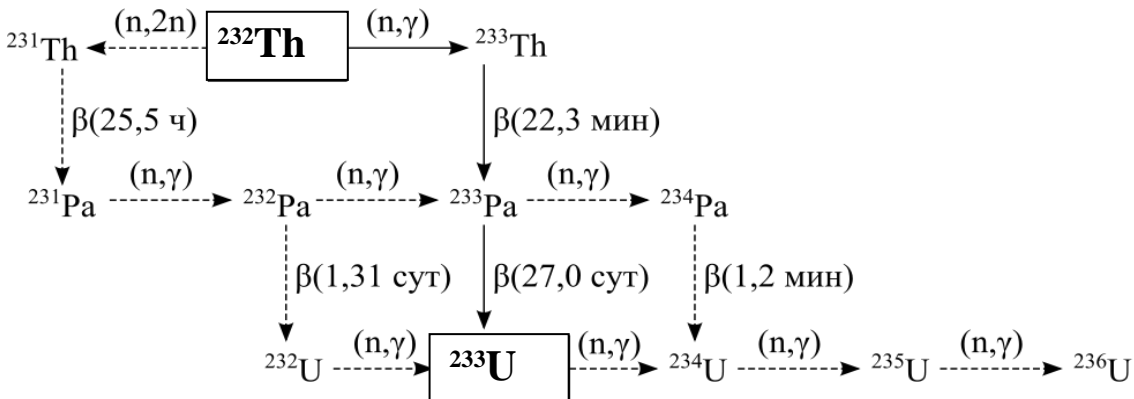 (n,2n) (n,γ)
²³¹Th ²³²Th ²³³Th
β(25,5 ч) β(22,3 мин)
(n,γ) (n,γ) (n,γ)
²³¹Pa ²³²Pa ²³³Pa ²³⁴Pa
β(1,31 сут) β(27,0 сут) β(1,2 мин)
(n,γ) (n,γ) (n,γ) (n,γ)
²³²U ²³³U ²³⁴U ²³⁵U ²³⁶U